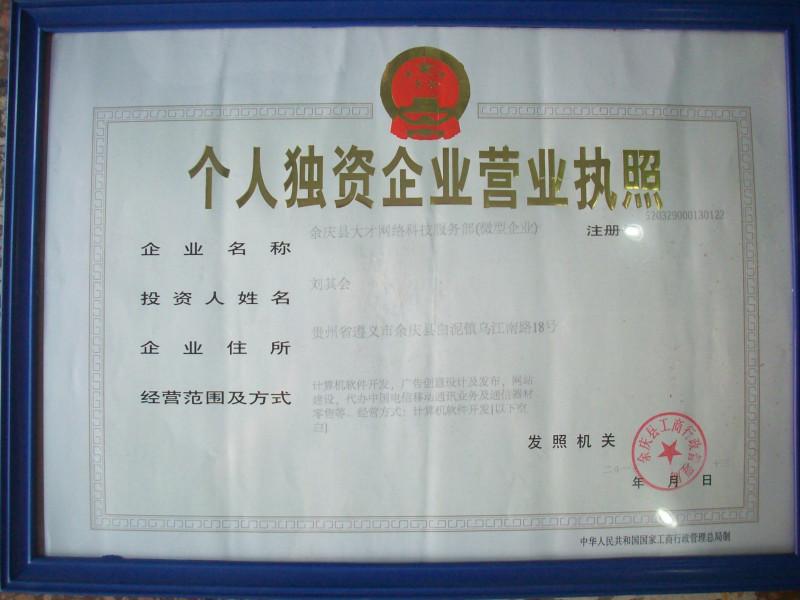 个人独资企业营业执照
注册号 520329000130122
企业名称 余庆县大才网络科技服务部(微型企业)
投资人姓名 刘其会
企业住所 贵州省遵义市余庆县白泥镇乌江南路18号
经营范围及方式 计算机软件开发，广告创意设计及发布，网站
建设，代办中国电信移动通讯业务及通信器材
零售等。经营方式：计算机软件开发[以下空
白]
发照机关
余庆县工商行政管理局
年 月 日
中华人民共和国国家工商行政管理总局制